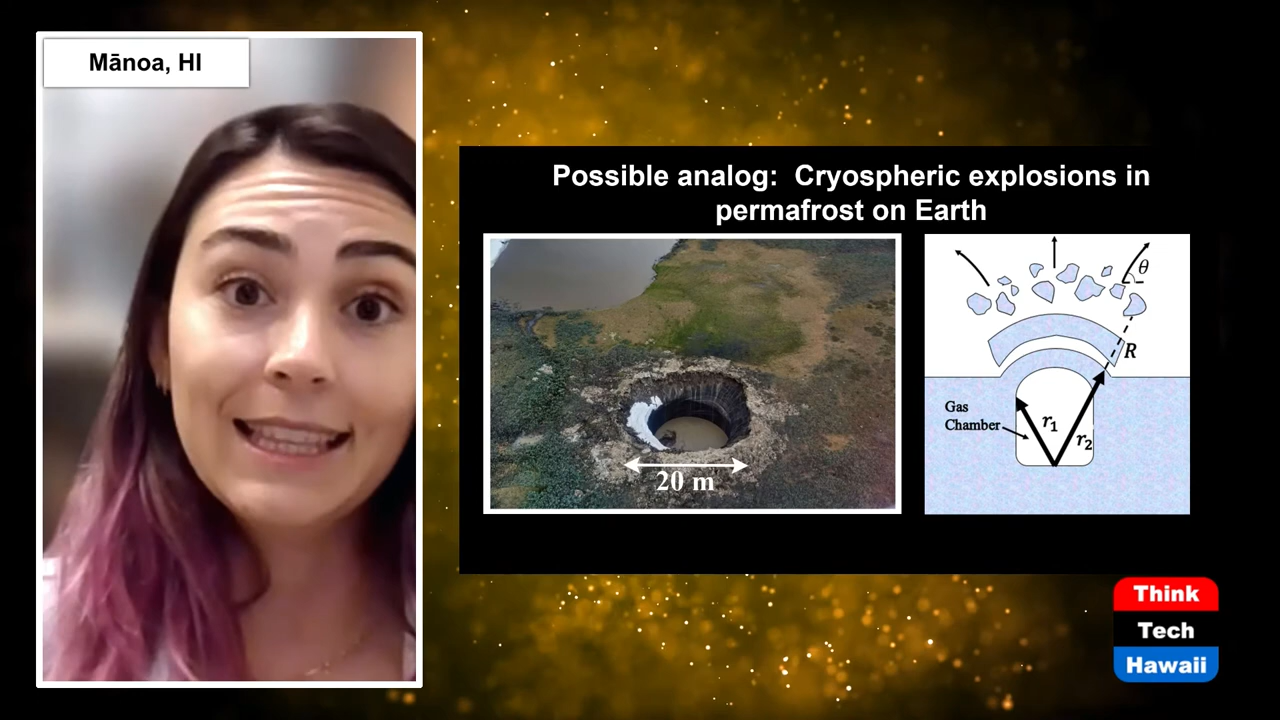 Mānoa, HI
Possible analog:  Cryospheric explosions in
permafrost on Earth
20 m
θ
R
Gas
Chamber
r₁
r₂
Think
Tech
Hawaii